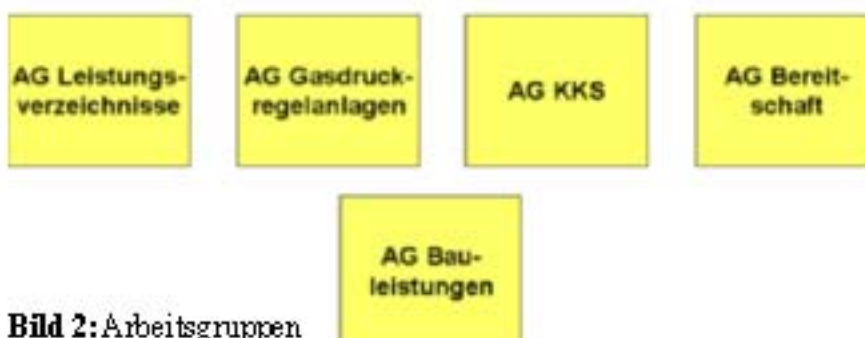 AG Leistungs-
verzeichnisse
AG Gasdruck-
regelanlagen
AG KKS
AG Bereit-
schaft
AG Bau-
leistungen
Bild 2: Arbeitsgruppen